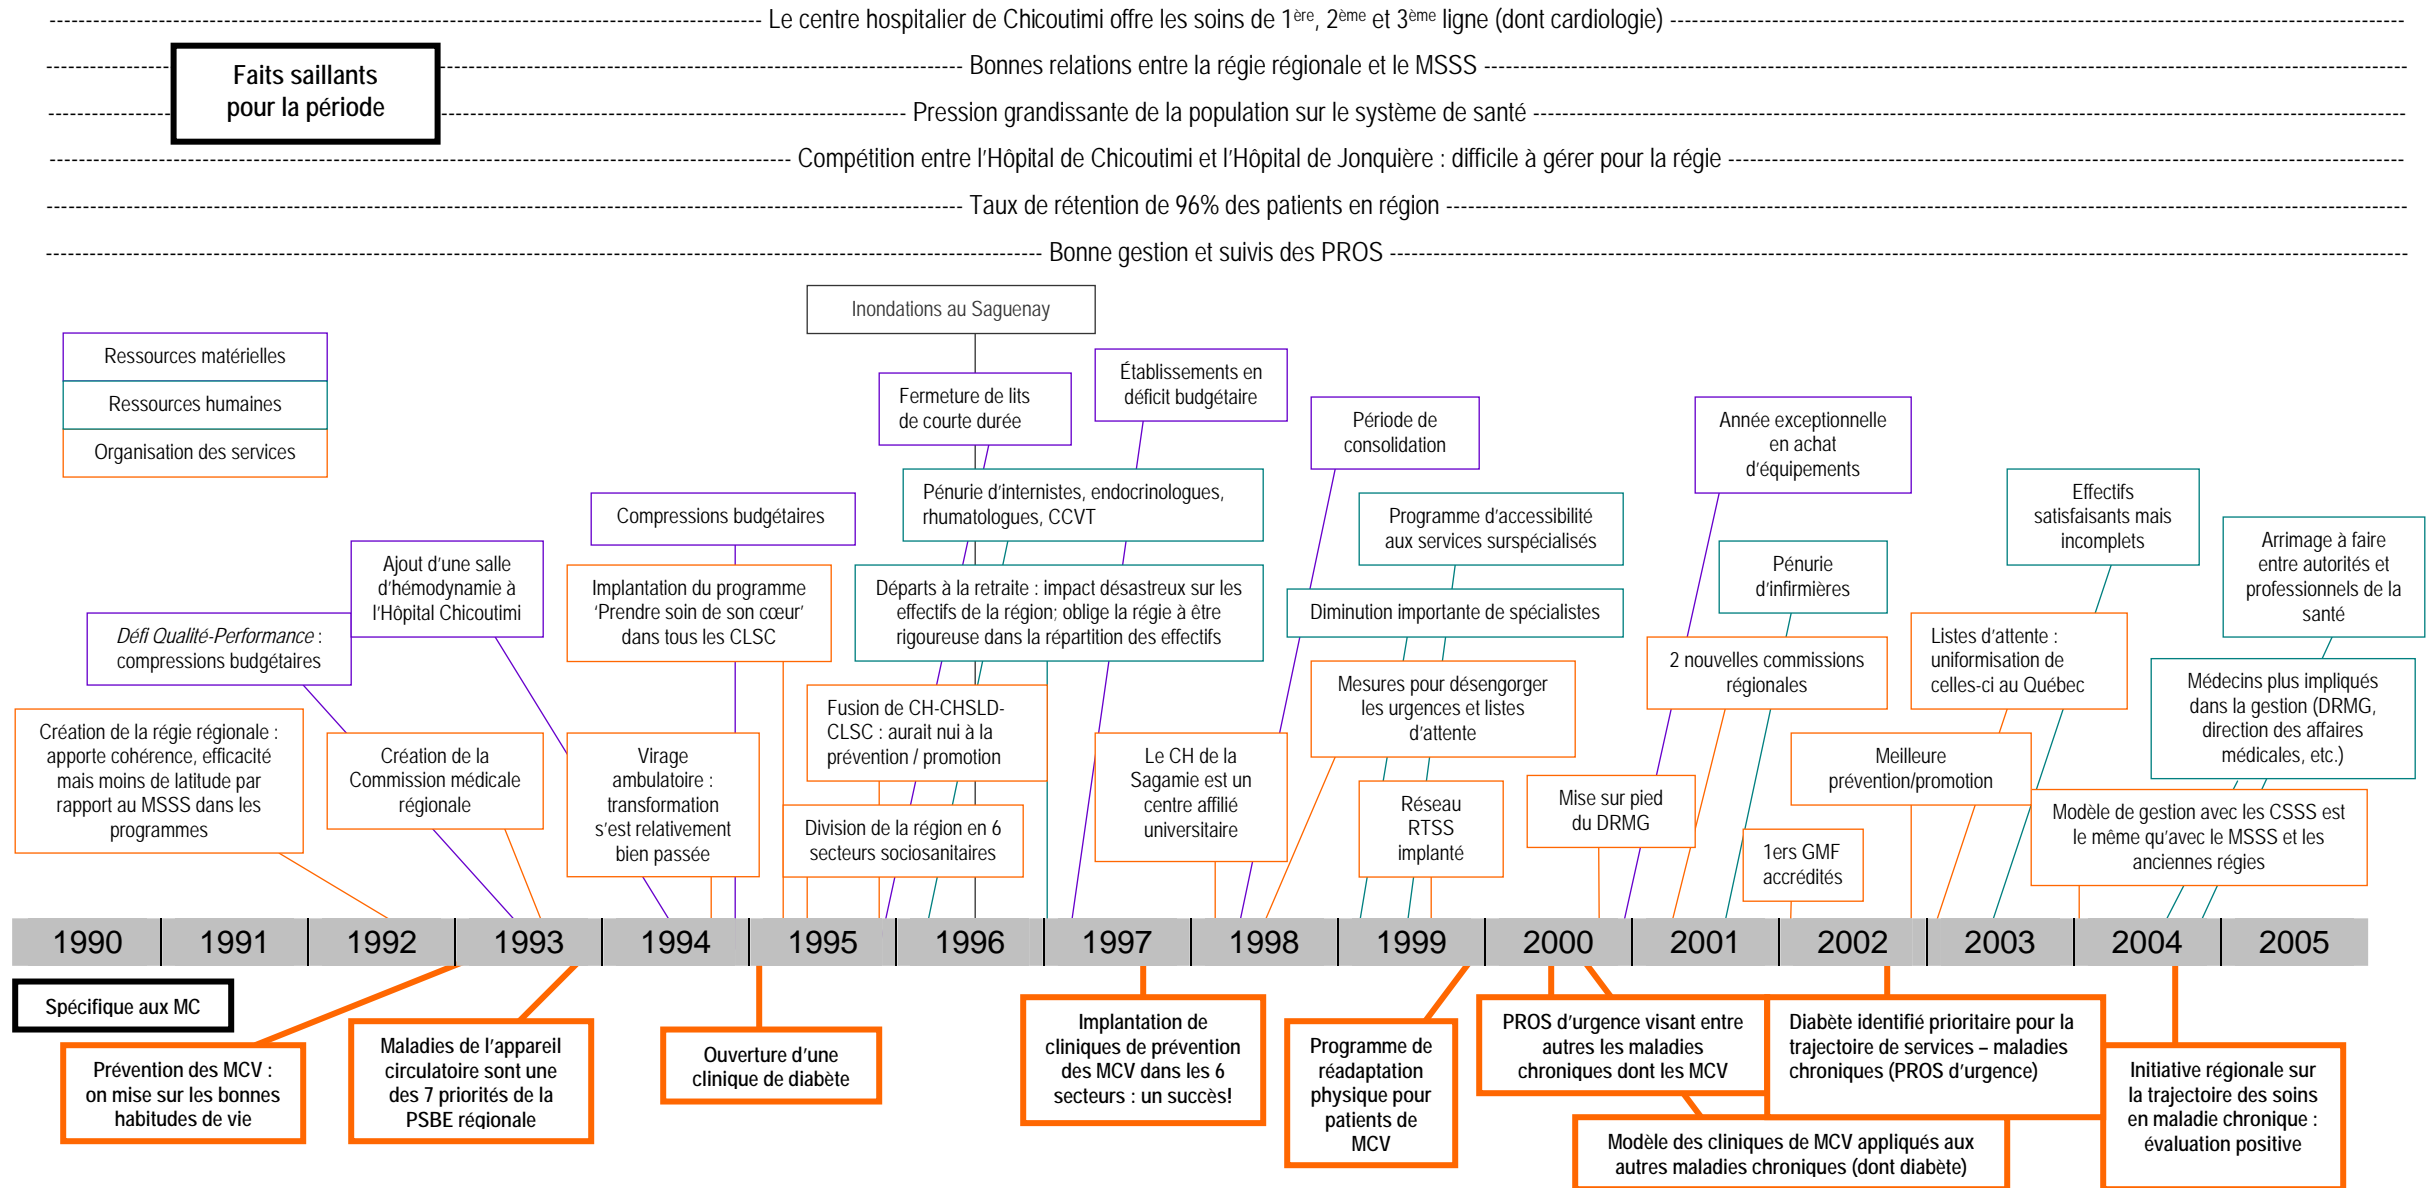 Le centre hospitalier de Chicoutimi offre les soins de 1ère, 2ème et 3ème ligne (dont cardiologie)
Faits saillants
pour la période
Bonnes relations entre la régie régionale et le MSSS
Pression grandissante de la population sur le système de santé
Compétition entre l'Hôpital de Chicoutimi et l'Hôpital de Jonquière : difficile à gérer pour la régie
Taux de rétention de 96% des patients en région
Bonne gestion et suivis des PROS
Inondations au Saguenay
Ressources matérielles
Ressources humaines
Organisation des services
Fermeture de lits
de courte durée
Établissements en
déficit budgétaire
Période de
consolidation
Année exceptionnelle
en achat
d'équipements
Pénurie d'internistes, endocrinologues,
rhumatologues, CCVT
Effectifs
satisfaisants mais
incomplets
Compressions budgétaires
Programme d'accessibilité
aux services surspécialisés
Arrimage à faire
entre autorités et
professionnels de la
santé
Ajout d'une salle
d'hémodynamie à
l'Hôpital Chicoutimi
Pénurie
d'infirmières
Implantation du programme
'Prendre soin de son cœur'
dans tous les CLSC
Départs à la retraite : impact désastreux sur les
effectifs de la région; oblige la régie à être
rigoureuse dans la répartition des effectifs
Diminution importante de spécialistes
Défi Qualité-Performance :
compressions budgétaires
Listes d'attente :
uniformisation de
celles-ci au Québec
2 nouvelles commissions
régionales
Mesures pour désengorger
les urgences et listes
d'attente
Médecins plus impliqués
dans la gestion (DRMG,
direction des affaires
médicales, etc.)
Fusion de CH-CHSLD-
CLSC : aurait nui à la
prévention / promotion
Création de la régie régionale :
apporte cohérence, efficacité
mais moins de latitude par
rapport au MSSS dans les
programmes
Création de la
Commission médicale
régionale
Virage
ambulatoire :
transformation
s'est relativement
bien passée
Le CH de la
Sagamie est un
centre affilié
universitaire
Meilleure
prévention/promotion
Réseau
RTSS
implanté
Mise sur pied
du DRMG
Modèle de gestion avec les CSSS est
le même qu'avec le MSSS et les
anciennes régies
Division de la région en 6
secteurs sociosanitaires
1ers GMF
accrédités
1990 1991 1992 1993 1994 1995 1996 1997 1998 1999 2000 2001 2002 2003 2004 2005
Spécifique aux MC
Prévention des MCV :
on mise sur les bonnes
habitudes de vie
Maladies de l'appareil
circulatoire sont une
des 7 priorités de la
PSBE régionale
Ouverture d'une
clinique de diabète
Implantation de
cliniques de prévention
des MCV dans les 6
secteurs : un succès!
Programme de
réadaptation
physique pour
patients de
MCV
PROS d'urgence visant entre
autres les maladies
chroniques dont les MCV
Modèle des cliniques de MCV appliqués aux
autres maladies chroniques (dont diabète)
Diabète identifié prioritaire pour la
trajectoire de services – maladies
chroniques (PROS d'urgence)
Initiative régionale sur
la trajectoire des soins
en maladie chronique :
évaluation positive